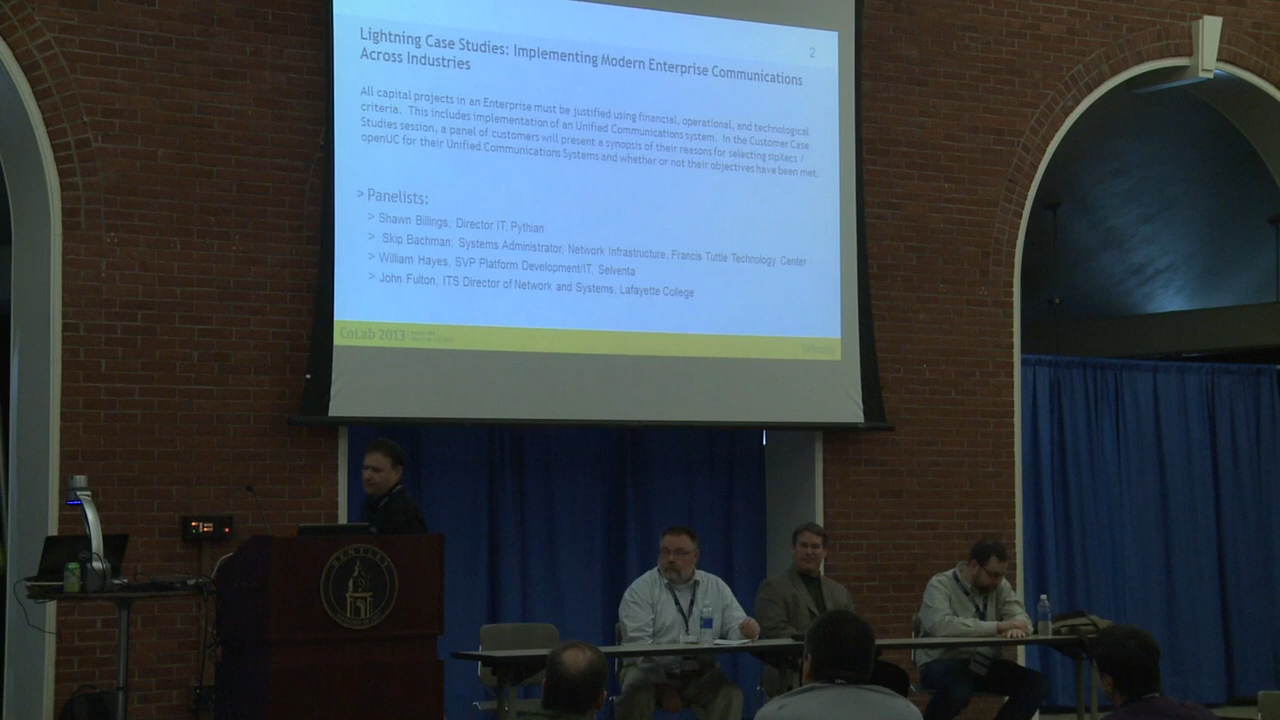 Lightning Case Studies: Implementing Modern Enterprise Communications
2
Across Industries
All capital projects in an Enterprise must be justified using financial, operational, and technological
criteria. This includes implementation of an Unified Communications system. In the Customer Case
Studies session, a panel of customers will present a synopsis of their reasons for selecting sipXecs /
openUC for their Unified Communications Systems and whether or not their objectives have been met.
> Panelists:
> Shawn Billings, Director IT, Pythian
> Skip Bachman; Systems Administrator, Network Infrastructure, Francis Tuttle Technology Center
> William Hayes, SVP Platform Development/IT, Selventa
> John Fulton, ITS Director of Network and Systems, Lafayette College
CoLab 2013
BENTLEY